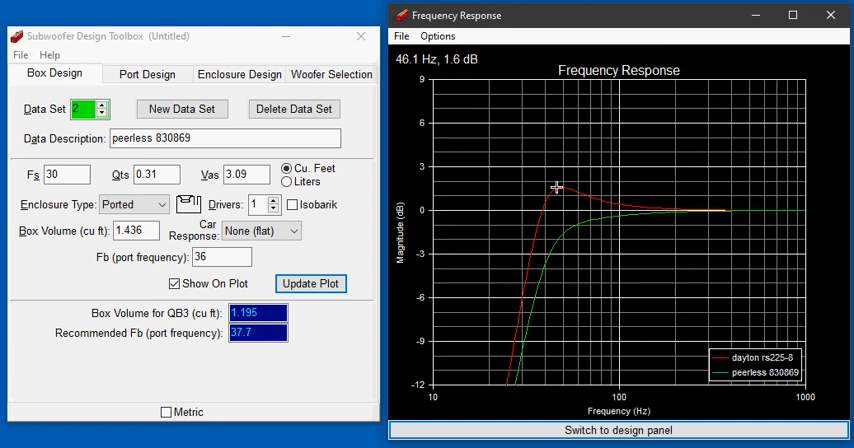 Subwoofer Design Toolbox (Untitled)
File Help
Box Design Port Design Enclosure Design Woofer Selection
Data Set 2 New Data Set Delete Data Set
Data Description: peerless 830869
Fs 30 Qts 0.31 Vas 3.09 Cu. Feet
Liters
Enclosure Type: Ported Drivers: 1 Isobarik
Box Volume (cu ft): 1.436 Car Response: None (flat)
Fb (port frequency): 36
Show On Plot Update Plot
Box Volume for QB3 (cu ft): 1.195
Recommended Fb (port frequency): 37.7
Metric
Frequency Response
File Options
46.1 Hz, 1.6 dB
Frequency Response
9
6
3
0
-3
-6
-9
-12
Magnitude (dB)
10 100 1000
Frequency (Hz)
dayton rs225-8
peerless 830869
Switch to design panel